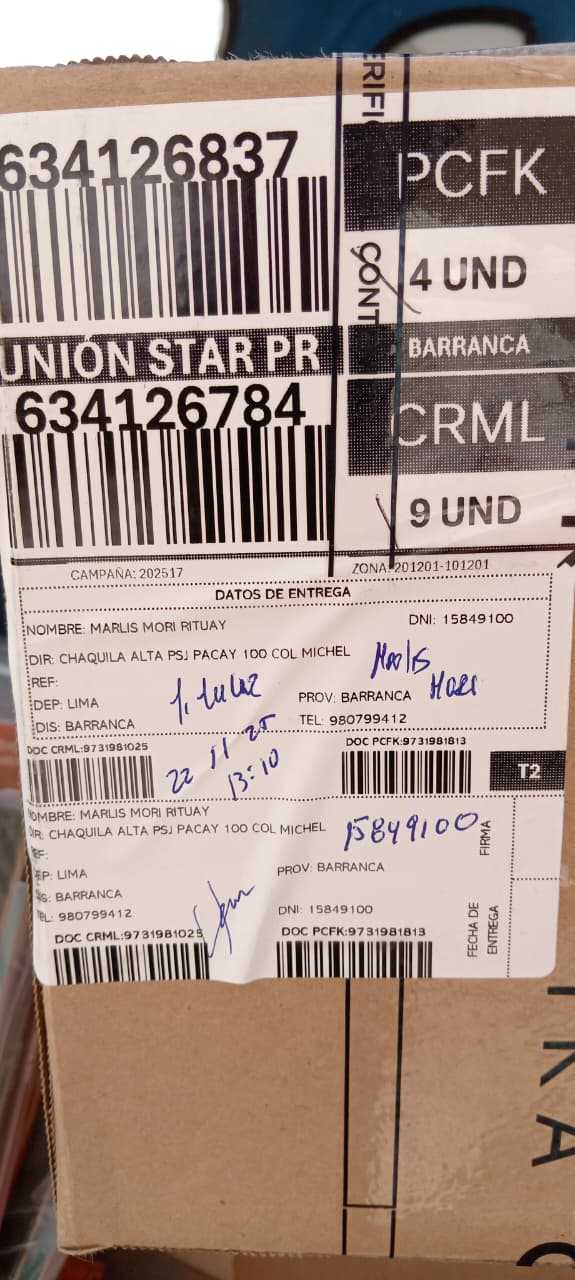 634126837
PCFK
CONT
4 UND
UNIÓN STAR PR
BARRANCA
634126784
CRML
9 UND
CAMPAÑA: 202517 ZONA: 201201-101201
DATOS DE ENTREGA
NOMBRE: MARLIS MORI RITUAY DNI: 15849100
DIR: CHAQUILA ALTA PSJ PACAY 100 COL MICHEL
Marlis
REF:
Mori
DEP: LIMA PROV: BARRANCA
DIS: BARRANCA TEL: 980799412
22 11 25
13:10
DOC CRML:9731981025 DOC PCFK:9731981813
T2
NOMBRE: MARLIS MORI RITUAY
DIR: CHAQUILA ALTA PSJ PACAY 100 COL MICHEL
15849100
FIRMA
REF:
DEP: LIMA PROV: BARRANCA
DIS: BARRANCA
TEL: 980799412 DNI: 15849100
FECHA DE
ENTREGA
DOC CRML:9731981025 DOC PCFK:9731981813